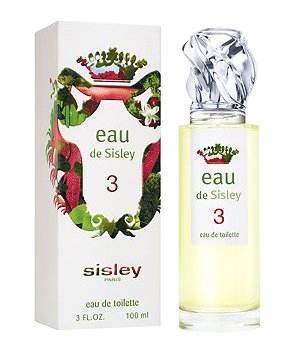 eau
de Sisley
3
sisley
PARIS
eau de toilette
3 FL.OZ. 100 ml
eau
de Sisley
3
eau de toilette